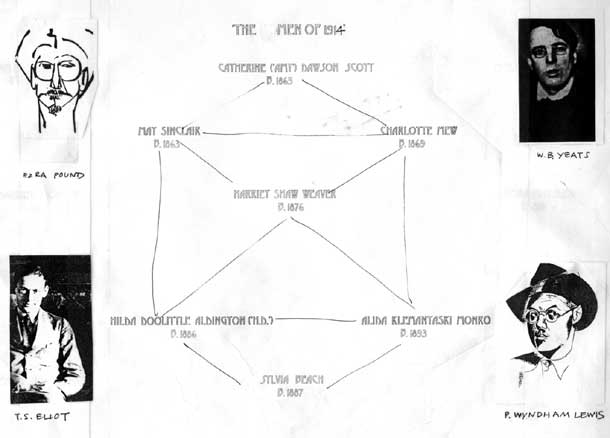 THE MEN OF 1914
CATHERINE (AMY) DAWSON SCOTT
B. 1865
MAY SINCLAIR
B. 1863
CHARLOTTE MEW
B. 1869
EZRA POUND
W.B. YEATS
HARRIET SHAW WEAVER
B. 1876
HILDA DOOLITTLE ALDINGTON (H.D.)
B. 1886
ALIDA KLEMANTASKI MONRO
B. 1893
SYLVIA BEACH
B. 1887
T.S. ELIOT
P. WYNDHAM LEWIS